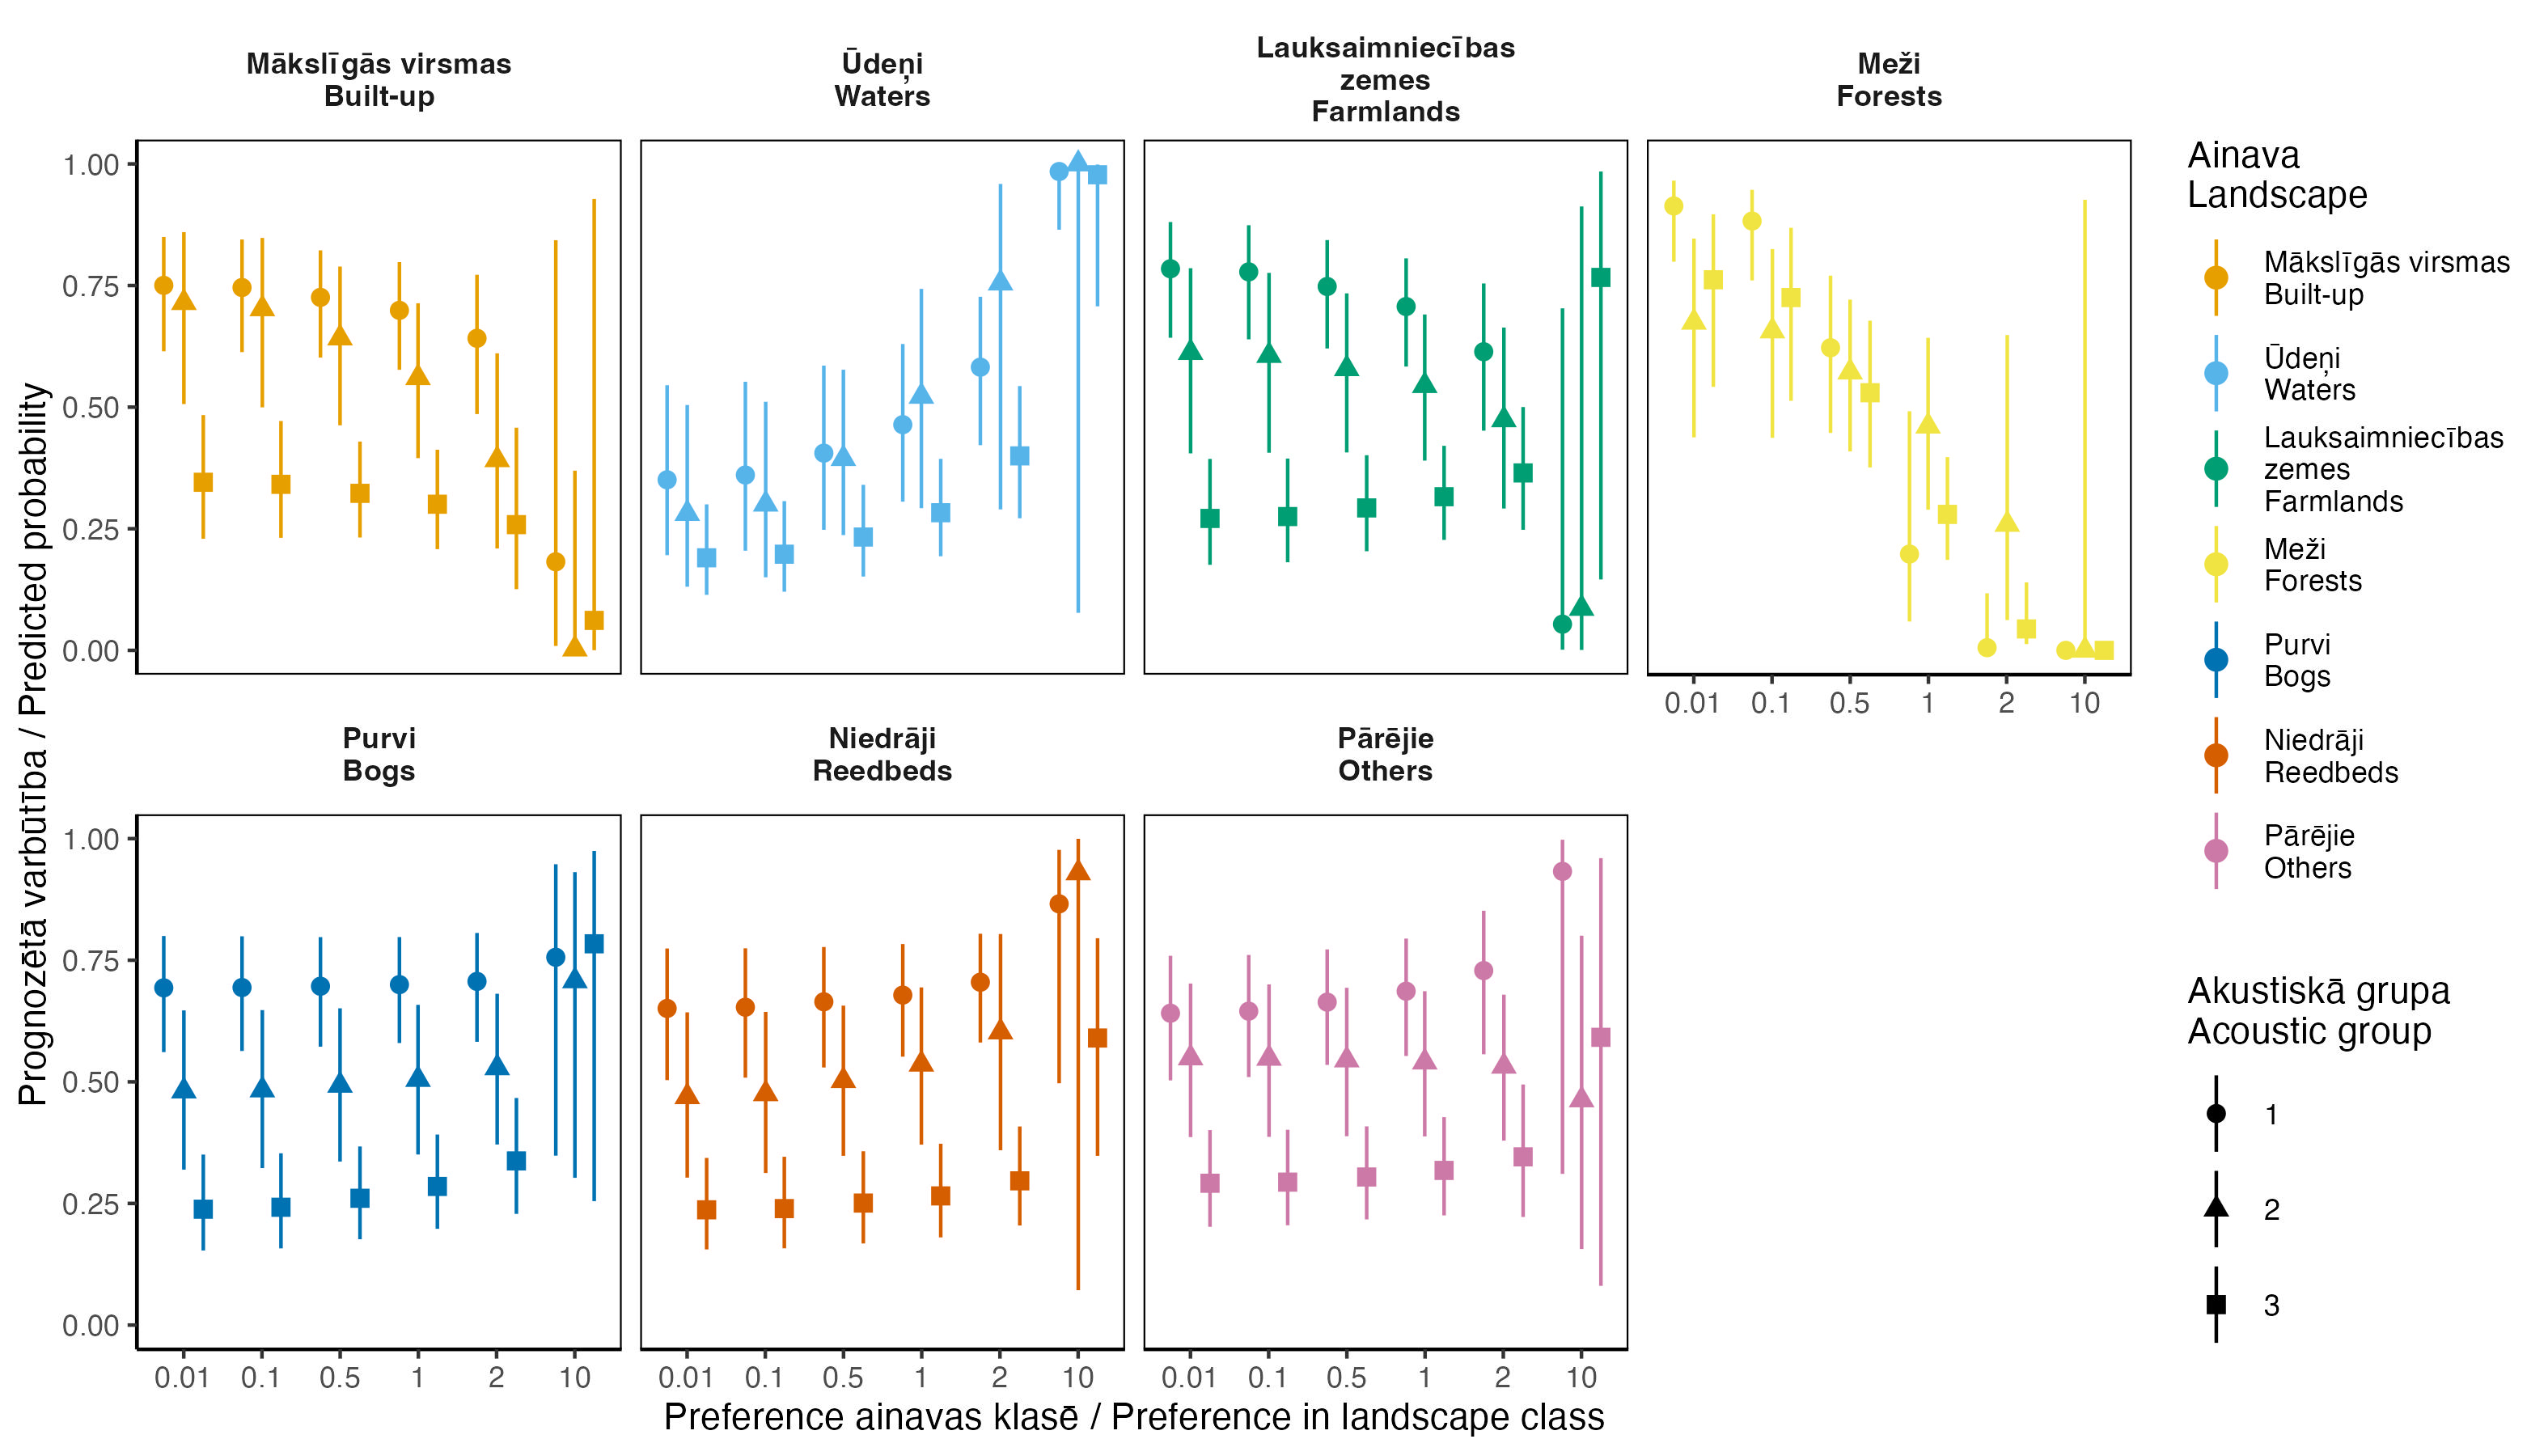 Mākslīgās virsmas
Built-up
Ūdeņi
Waters
Lauksaimniecības
zemes
Farmlands
Meži
Forests
1.00
0.75
0.50
0.25
0.00
0.01
0.1
0.5
1
2
10
Purvi
Bogs
Niedrāji
Reedbeds
Pārējie
Others
1.00
0.75
0.50
0.25
0.00
0.01
0.1
0.5
1
2
10
0.01
0.1
0.5
1
2
10
0.01
0.1
0.5
1
2
10
Prognozētā varbūtība / Predicted probability
Preference ainavas klasē / Preference in landscape class
Ainava
Landscape
Mākslīgās virsmas
Built-up
Ūdeņi
Waters
Lauksaimniecības
zemes
Farmlands
Meži
Forests
Purvi
Bogs
Niedrāji
Reedbeds
Pārējie
Others
Akustiskā grupa
Acoustic group
1
2
3